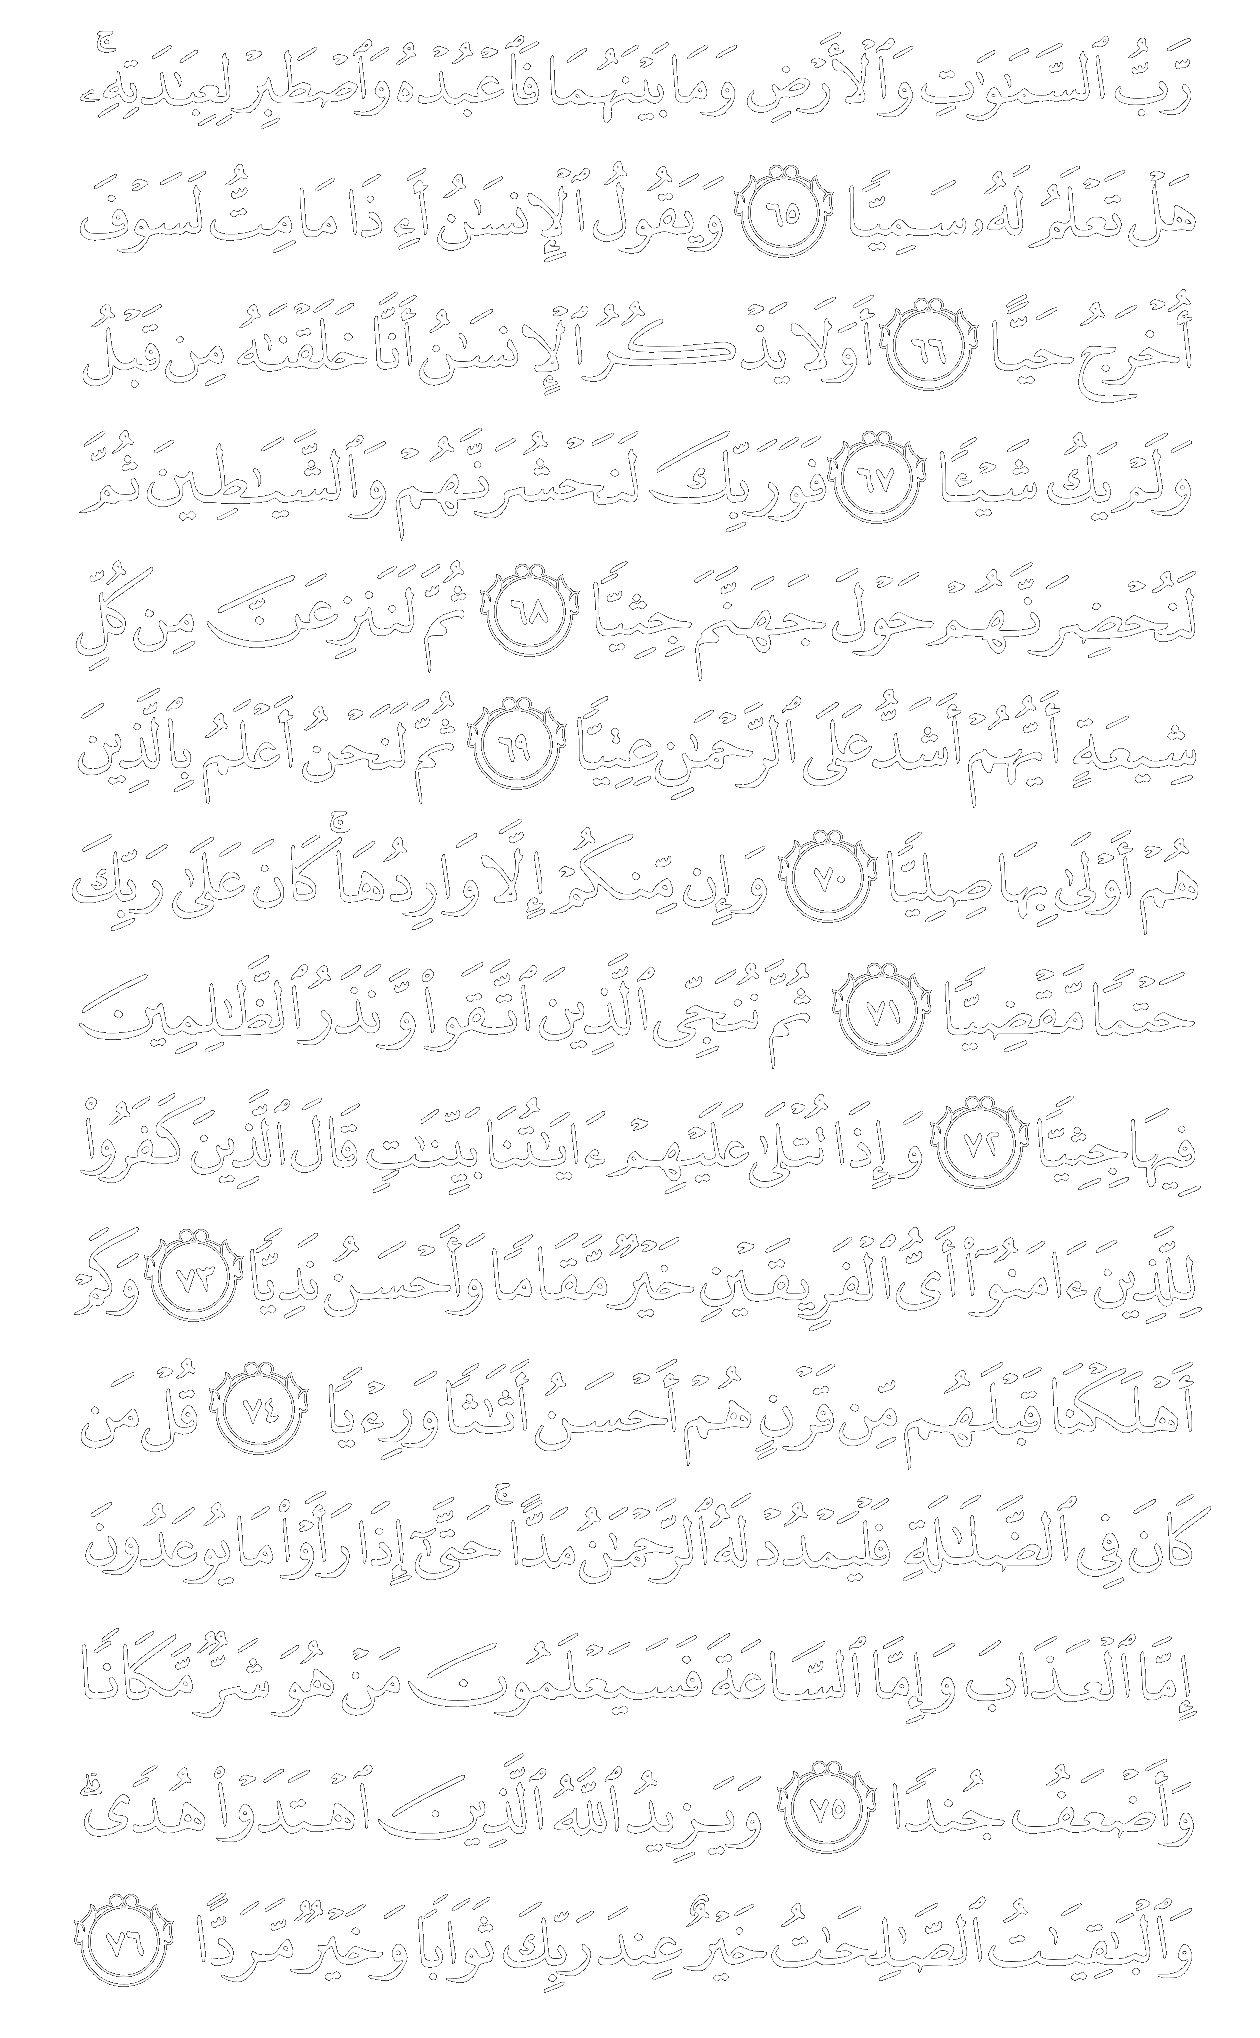 رَّبُّ ٱلسَّمَٰوَٰتِ وَٱلْأَرْضِ وَمَا بَيْنَهُمَا فَٱعْبُدْهُ وَٱصْطَبِرْ لِعِبَٰدَتِهِۦ ۚ
هَلْ تَعْلَمُ لَهُۥ سَمِيًّا ٦٥ وَيَقُولُ ٱلْإِنسَٰنُ أَءِذَا مَا مِتُّ لَسَوْفَ
أُخْرَجُ حَيًّا ٦٦ أَوَلَا يَذْكُرُ ٱلْإِنسَٰنُ أَنَّا خَلَقْنَٰهُ مِن قَبْلُ
وَلَمْ يَكُ شَيْـًٔا ٦٧ فَوَرَبِّكَ لَنَحْشُرَنَّهُمْ وَٱلشَّيَٰطِينَ ثُمَّ
لَنُحْضِرَنَّهُمْ حَوْلَ جَهَنَّمَ جِثِيًّا ٦٨ ثُمَّ لَنَنزِعَنَّ مِن كُلِّ
شِيعَةٍ أَيُّهُمْ أَشَدُّ عَلَى ٱلرَّحْمَٰنِ عِتِيًّا ٦٩ ثُمَّ لَنَحْنُ أَعْلَمُ بِٱلَّذِينَ
هُمْ أَوْلَىٰ بِهَا صِلِيًّا ٧٠ وَإِن مِّنكُمْ إِلَّا وَارِدُهَا ۚ كَانَ عَلَىٰ رَبِّكَ
حَتْمًا مَّقْضِيًّا ٧١ ثُمَّ نُنَجِّى ٱلَّذِينَ ٱتَّقَوا۟ وَّنَذَرُ ٱلظَّٰلِمِينَ
فِيهَا جِثِيًّا ٧٢ وَإِذَا تُتْلَىٰ عَلَيْهِمْ ءَايَٰتُنَا بَيِّنَٰتٍ قَالَ ٱلَّذِينَ كَفَرُوا۟
لِلَّذِينَ ءَامَنُوٓا۟ أَىُّ ٱلْفَرِيقَيْنِ خَيْرٌ مَّقَامًا وَأَحْسَنُ نَدِيًّا ٧٣ وَكَمْ
أَهْلَكْنَا قَبْلَهُم مِّن قَرْنٍ هُمْ أَحْسَنُ أَثَٰثًا وَرِءْيًا ٧٤ قُلْ مَن
كَانَ فِى ٱلضَّلَٰلَةِ فَلْيَمْدُدْ لَهُ ٱلرَّحْمَٰنُ مَدًّا ۚ حَتَّىٰٓ إِذَا رَأَوْا۟ مَا يُوعَدُونَ
إِمَّا ٱلْعَذَابَ وَإِمَّا ٱلسَّاعَةَ فَسَيَعْلَمُونَ مَنْ هُوَ شَرٌّ مَّكَانًا
وَأَضْعَفُ جُندًا ٧٥ وَيَزِيدُ ٱللَّهُ ٱلَّذِينَ ٱهْتَدَوْا۟ هُدًى ۗ
وَٱلْبَٰقِيَٰتُ ٱلصَّٰلِحَٰتُ خَيْرٌ عِندَ رَبِّكَ ثَوَابًا وَخَيْرٌ مَّرَدًّا ٧٦